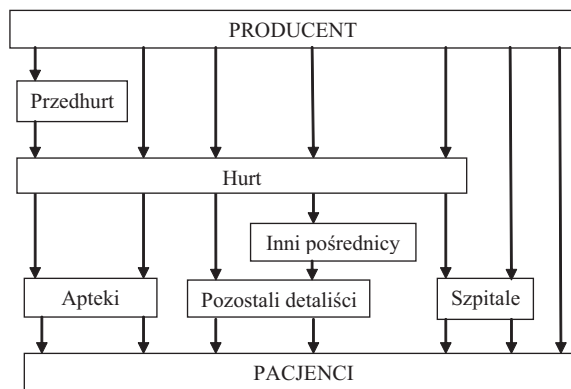 PRODUCENT
Przedhurt
Hurt
Inni pośrednicy
Apteki
Pozostali detaliści
Szpitale
PACJENCI